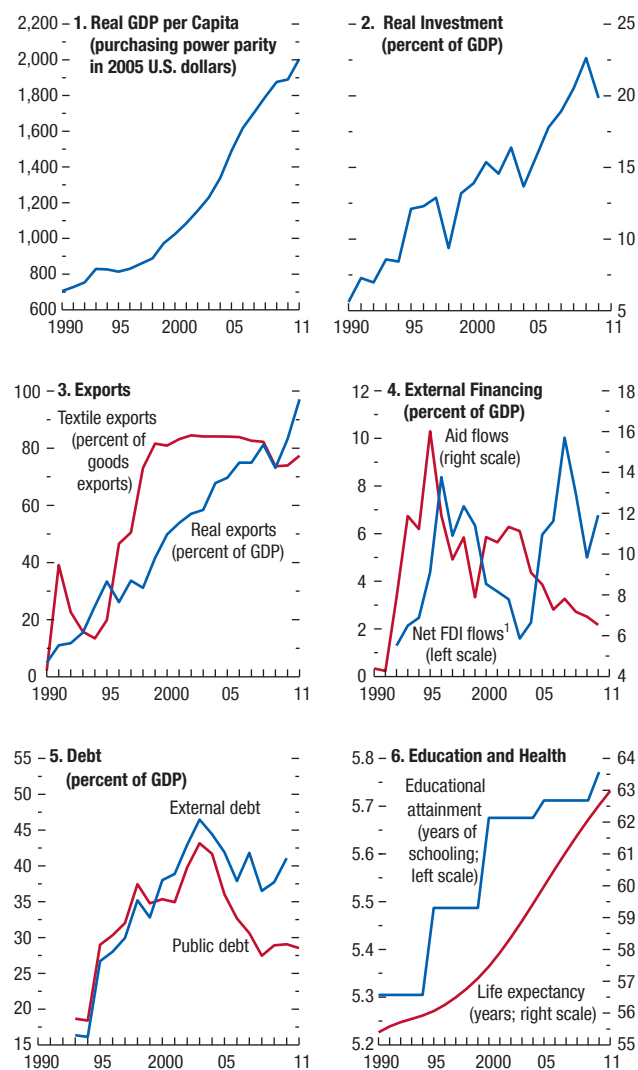 1. Real GDP per Capita
(purchasing power parity
in 2005 U.S. dollars)
2,200
2,000
1,800
1,600
1,400
1,200
1,000
800
600
1990 95 2000 05 11
2. Real Investment
(percent of GDP)
25
20
15
10
5
1990 95 2000 05 11
3. Exports
Textile exports
(percent of
goods
exports)
Real exports
(percent of GDP)
100
80
60
40
20
0
1990 95 2000 05 11
4. External Financing
(percent of GDP)
Aid flows
(right scale)
Net FDI flows1
(left scale)
12
10
8
6
4
2
0
18
16
14
12
10
8
6
4
1990 95 2000 05 11
5. Debt
(percent of GDP)
External debt
Public debt
55
50
45
40
35
30
25
20
15
1990 95 2000 05 11
6. Education and Health
Educational
attainment
(years of
schooling;
left scale)
Life expectancy
(years; right scale)
5.8
5.7
5.6
5.5
5.4
5.3
5.2
64
63
62
61
60
59
58
57
56
55
1990 95 2000 05 11